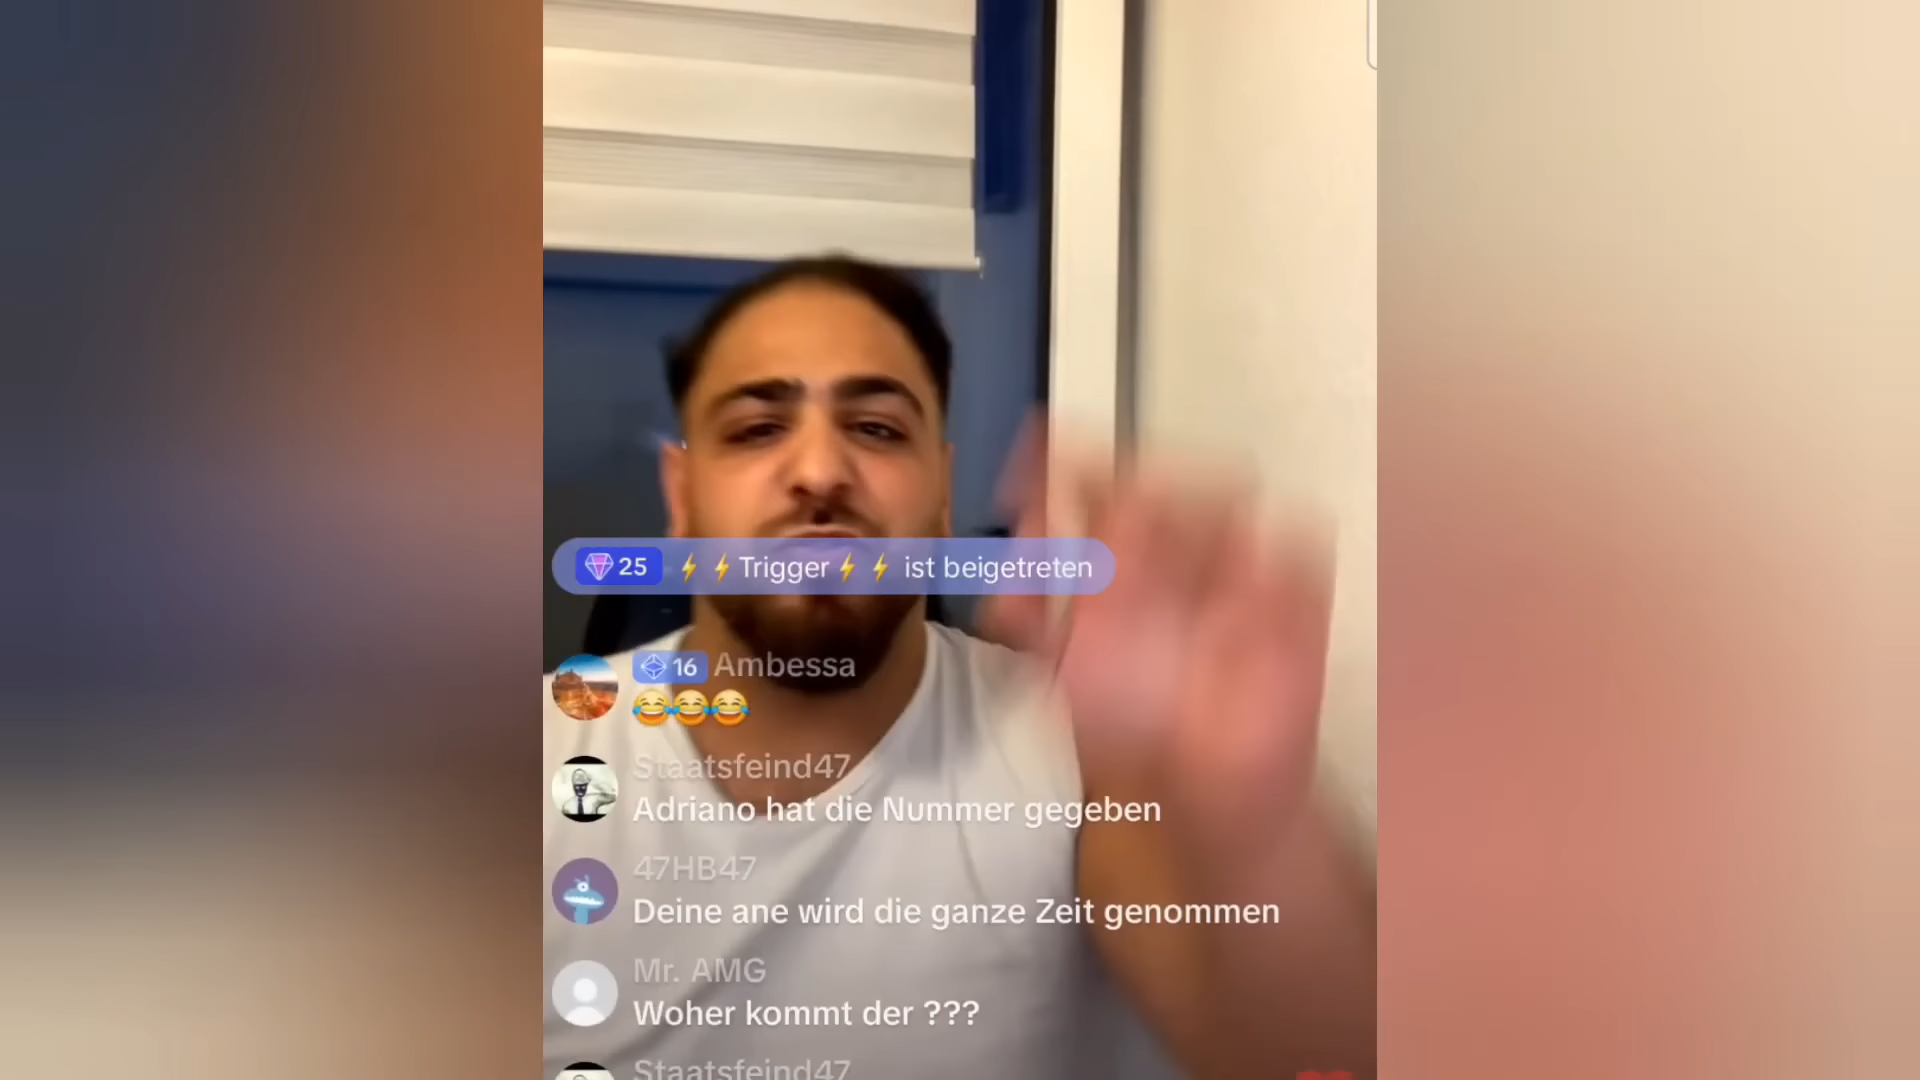 25 ⚡⚡Trigger⚡⚡ ist beigetreten
16 Ambessa
😂😂😂
Staatsfeind47
Adriano hat die Nummer gegeben
47HB47
Deine ane wird die ganze Zeit genommen
Mr. AMG
Woher kommt der ???
Staatsfeind47